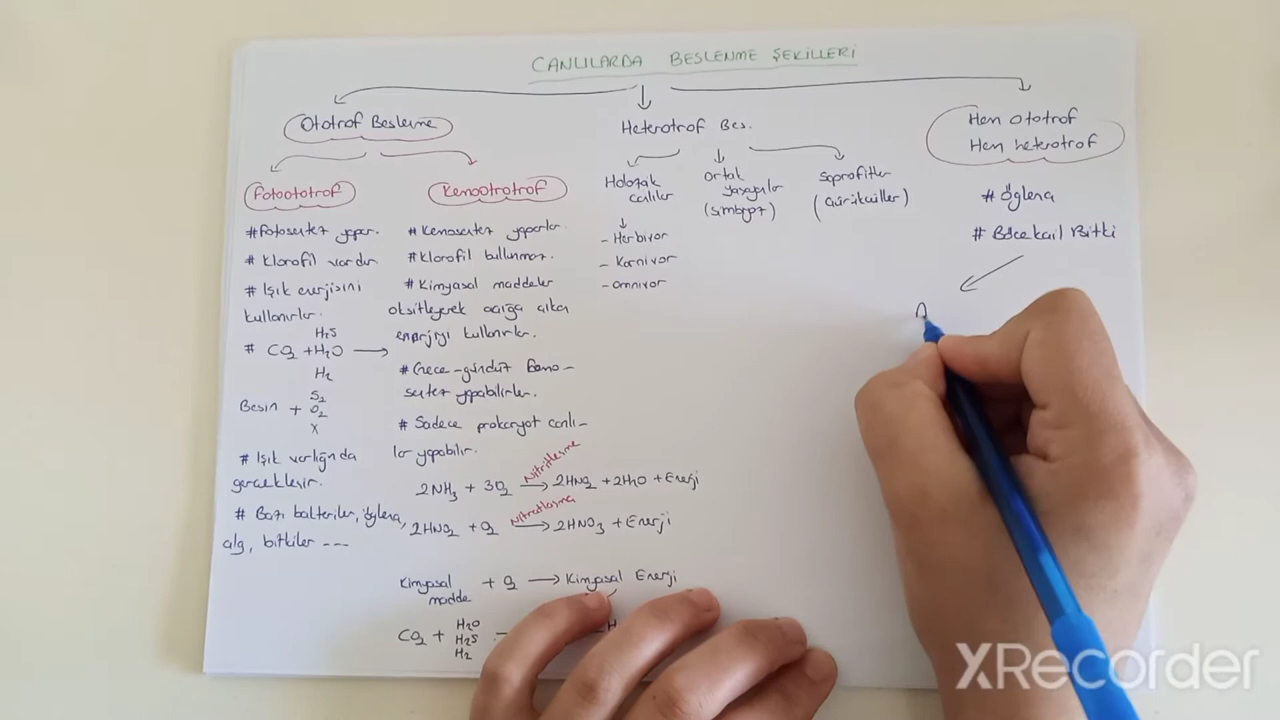 CANLILARDA BESLENME ŞEKİLLERİ
Ototrof Beslenme
Fotoototrof
#Fotosentez yapar.
# Klorofil vardır
# Işık enerjisini
kullanırlar.
H2S
# CO2 + H2O →
H2
S2
Besin + O2
X
# Işık varlığında
gerçekleşir.
# Bazı bakteriler, öglena,
alg, bitkiler ---
Kemoototrof
# Kemosentez yaparlar.
# Klorofil bulunmaz.
# Kimyasal maddeler
oksitleyerek açığa çıkan
enerjiyi kullanırlar.
# Gece-gündüz kemo-
sentez yapabilirler.
# Sadece prokaryot canlı-
lar yapabilir.
Nitritleşme
2NH3 + 3O2 → 2HNO2 + 2H2O + Enerji
Nitratlaşma
2HNO2 + O2 → 2HNO3 + Enerji
Kimyasal madde + O2 → Kimyasal Enerji
H2O
CO2 + H2S
H2
Heterotrof Bes.
Holozoik
canlılar
- Herbivor
- Karnivor
- Omnivor
Ortak
yaşayanlar
(simbiyoz)
Saprofitler
(Çürükçüller)
Hem ototrof
Hem heterotrof
# Öglena
# Böcekçil Bitki
XRecorder